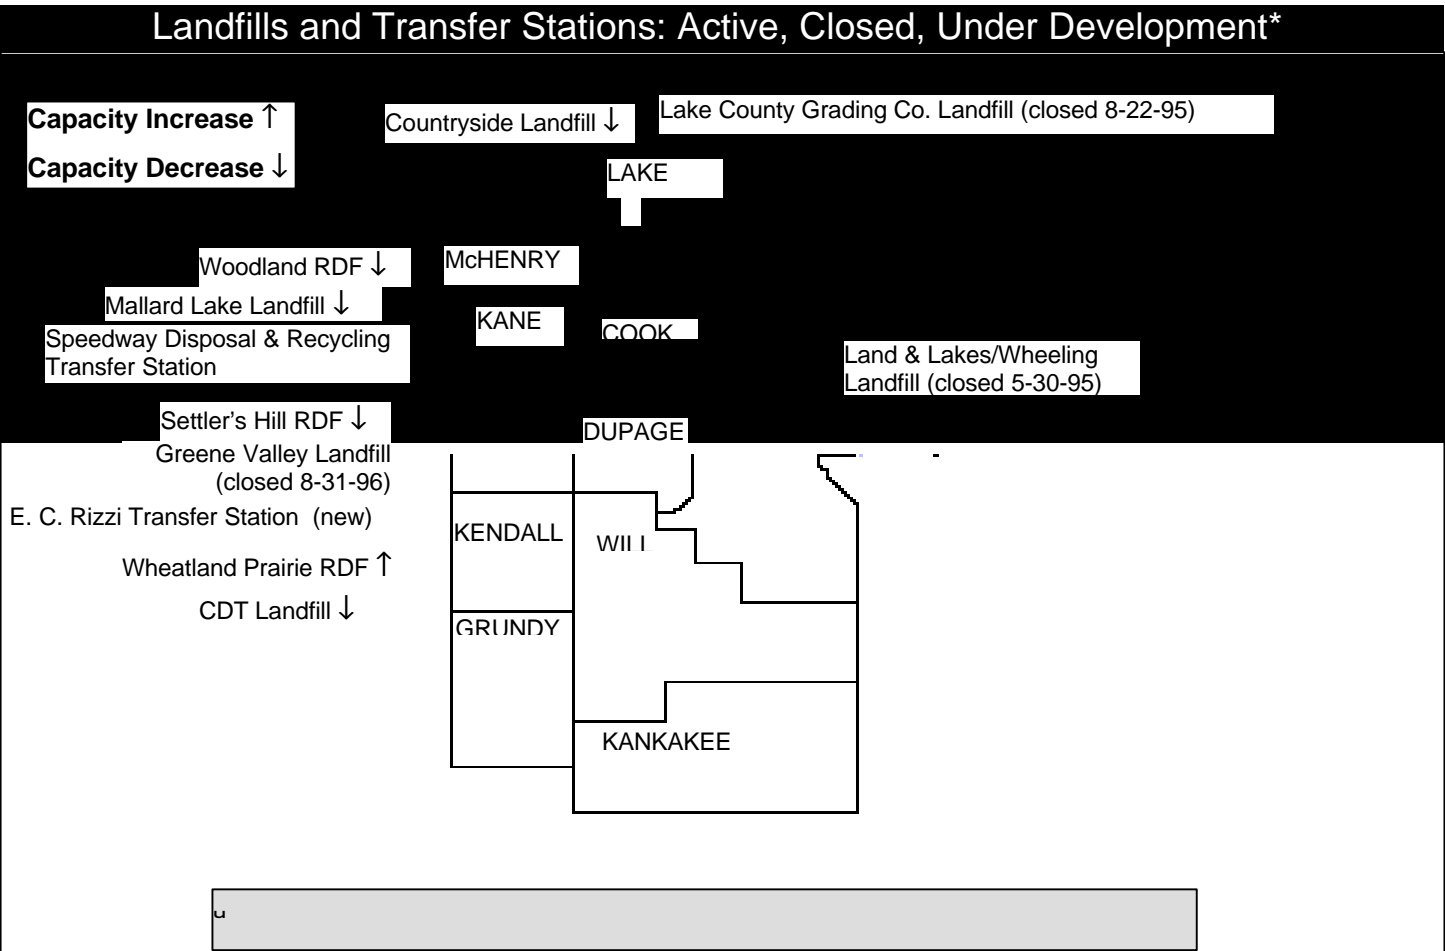 Landfills and Transfer Stations: Active, Closed, Under Development*
Capacity Increase ↑
Capacity Decrease ↓
Countryside Landfill ↓
Lake County Grading Co. Landfill (closed 8-22-95)
LAKE
Woodland RDF ↓
McHENRY
Mallard Lake Landfill ↓
KANE
COOK
Speedway Disposal & Recycling
Transfer Station
Land & Lakes/Wheeling
Landfill (closed 5-30-95)
Settler's Hill RDF ↓
DUPAGE
Greene Valley Landfill
(closed 8-31-96)
E. C. Rizzi Transfer Station (new)
KENDALL
WILL
Wheatland Prairie RDF ↑
CDT Landfill ↓
GRUNDY
KANKAKEE